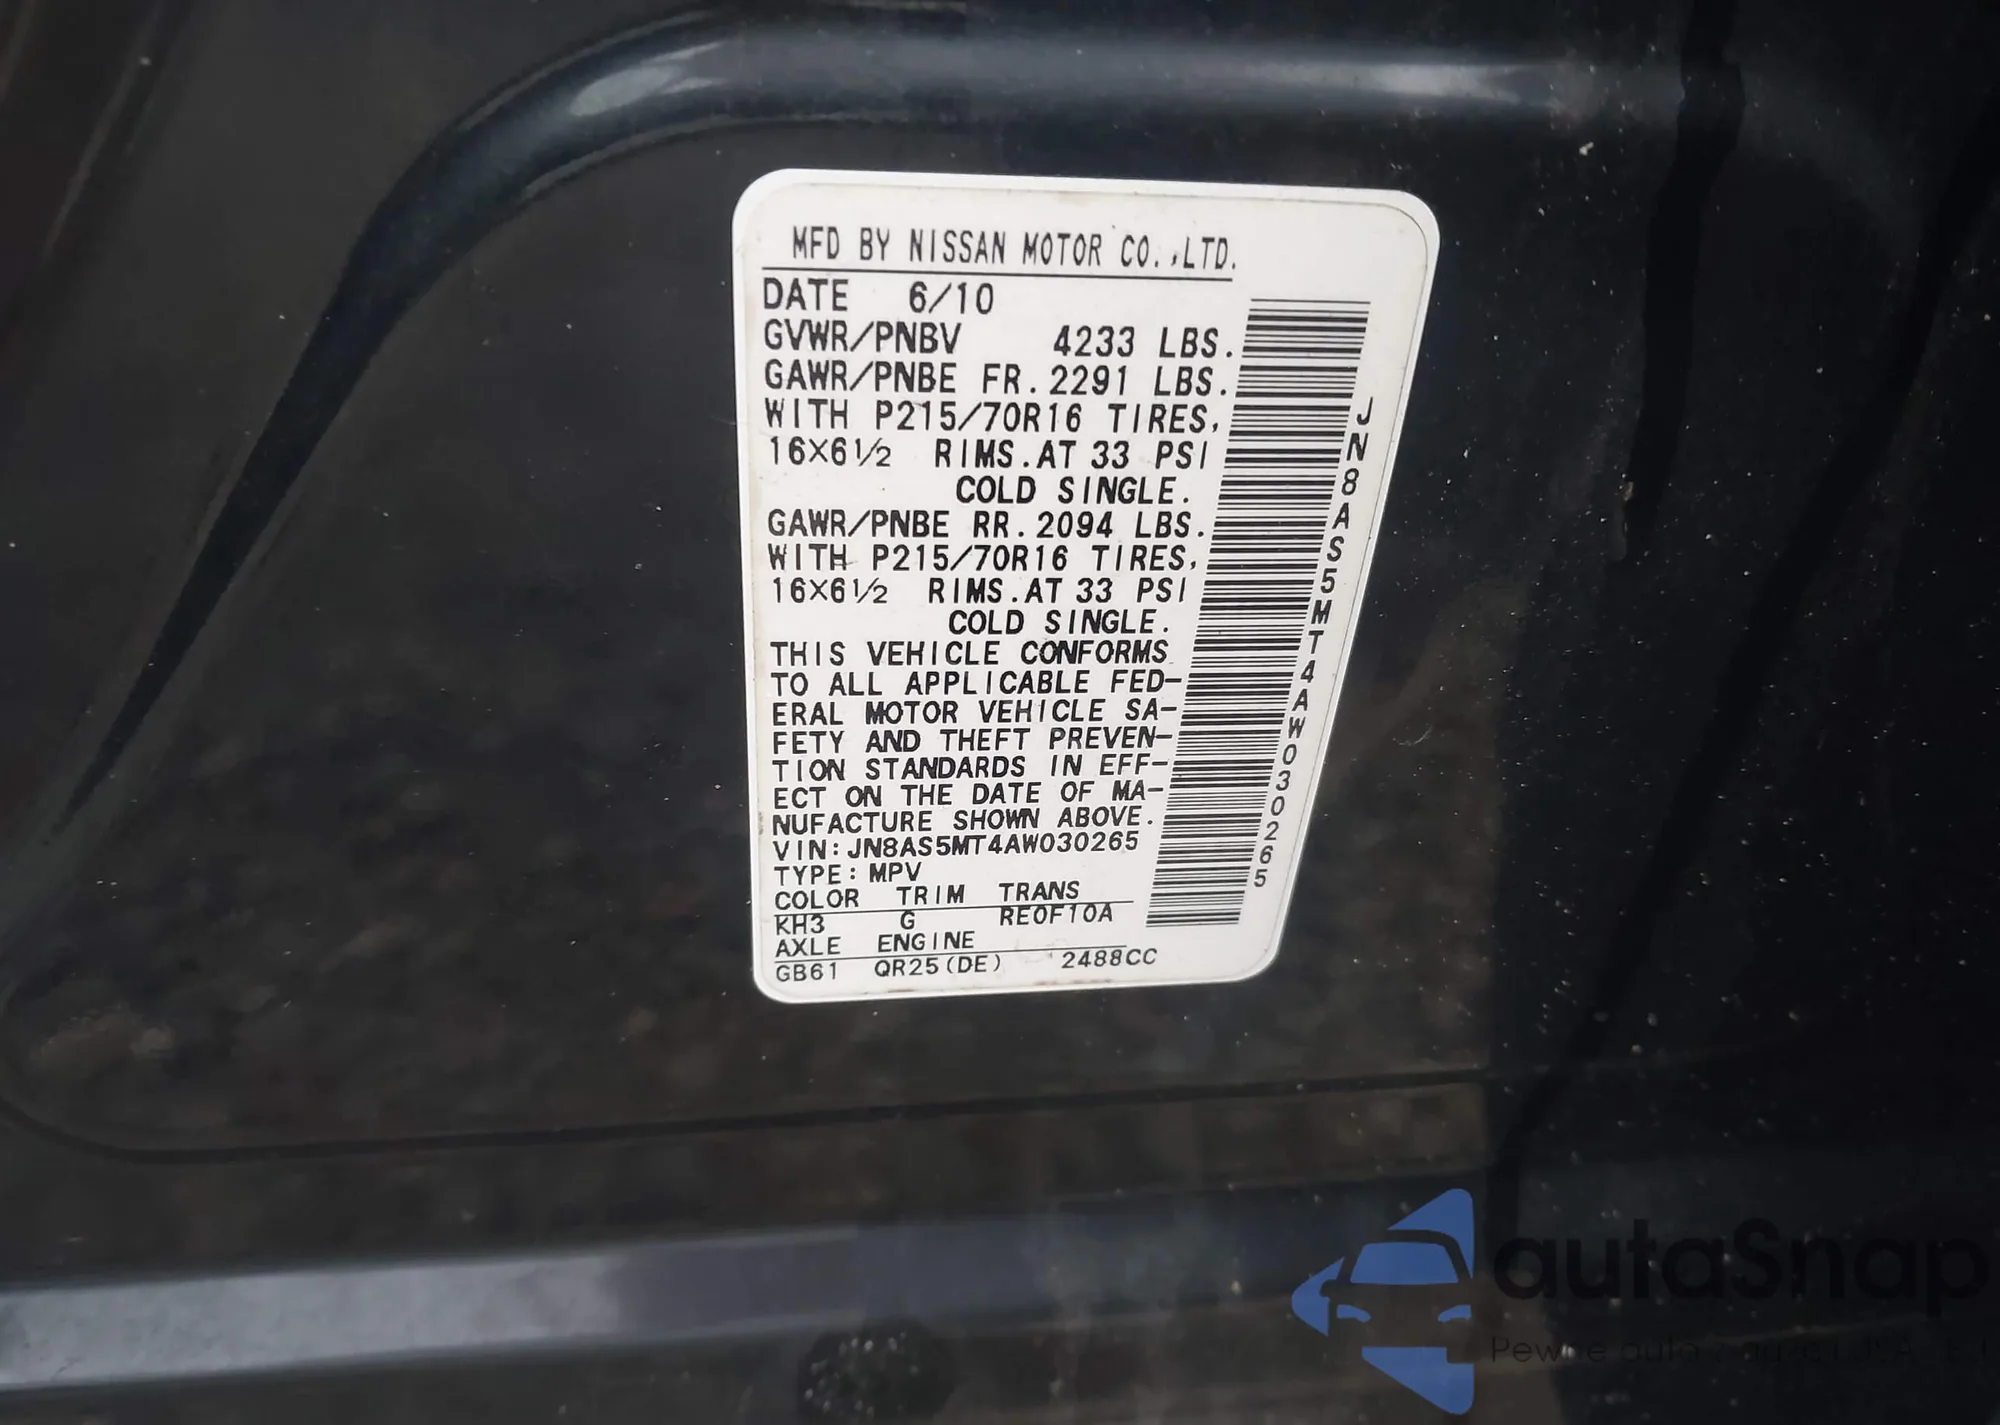 MFD BY NISSAN MOTOR CO.,LTD.
DATE 6/10
GVWR/PNBV 4233 LBS.
GAWR/PNBE FR.2291 LBS.
WITH P215/70R16 TIRES,
16X6½ RIMS.AT 33 PSI
COLD SINGLE.
GAWR/PNBE RR.2094 LBS.
WITH P215/70R16 TIRES,
16X6½ RIMS.AT 33 PSI
COLD SINGLE.
THIS VEHICLE CONFORMS
TO ALL APPLICABLE FED-
ERAL MOTOR VEHICLE SA-
FETY AND THEFT PREVEN-
TION STANDARDS IN EFF-
ECT ON THE DATE OF MA-
NUFACTURE SHOWN ABOVE.
VIN:JN8AS5MT4AW030265
TYPE:MPV
COLOR TRIM TRANS
KH3 G RE0F10A
AXLE ENGINE
GB61 QR25(DE) 2488CC
JN8AS5MT4AW030265
autaSnap
Pewne auto z